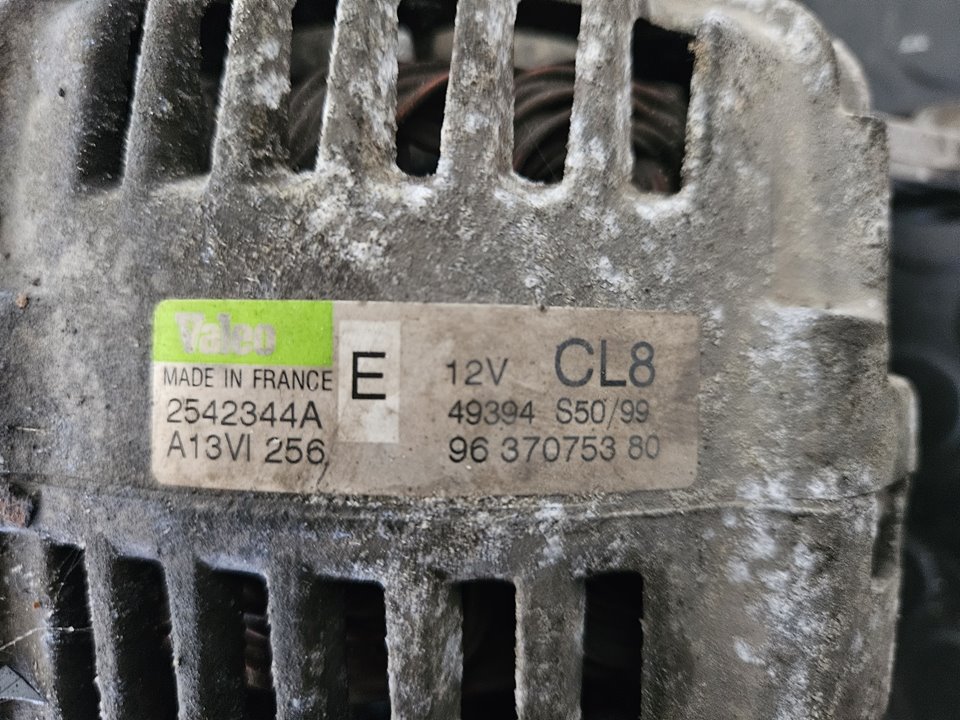 Valeo
MADE IN FRANCE
2542344A
A13VI 256
E
12V CL8
49394 S50/99
96 370753 80